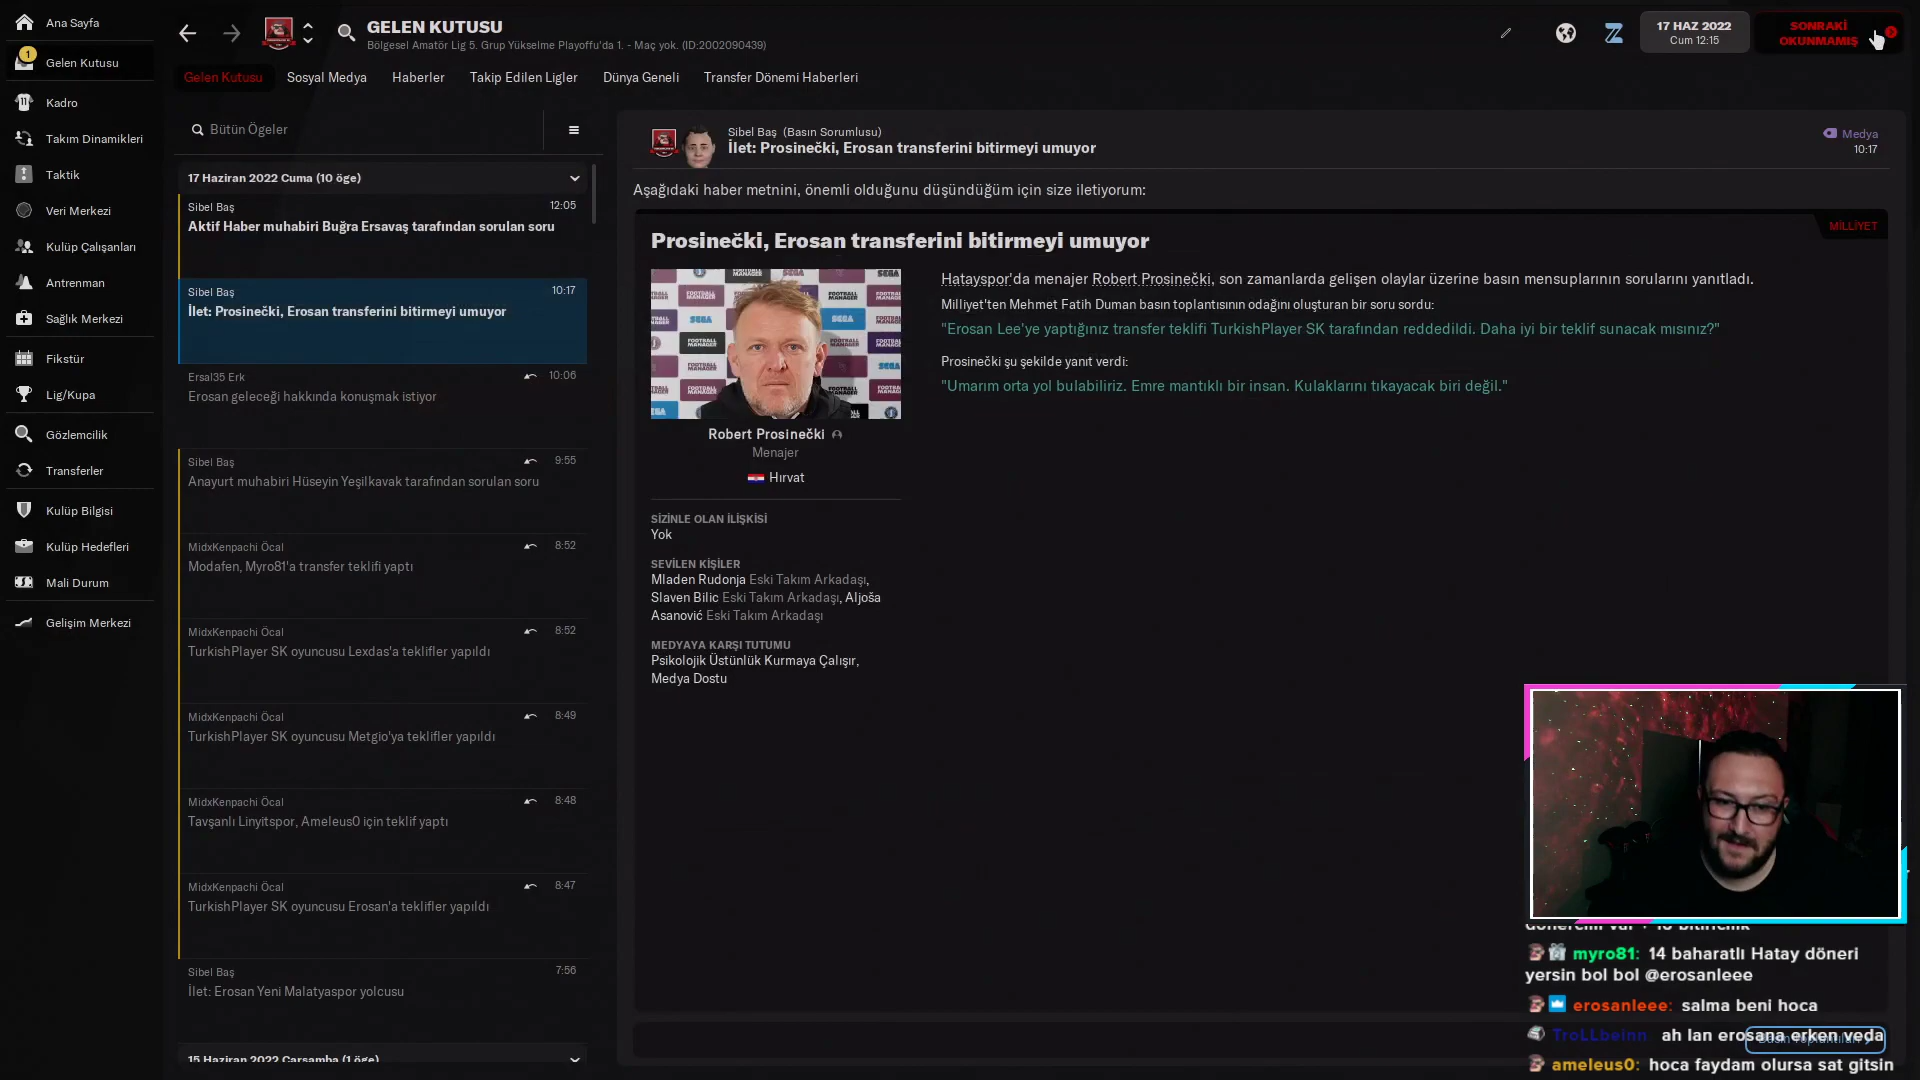 Ana Sayfa
1
Gelen Kutusu
Kadro
Takım Dinamikleri
Taktik
Veri Merkezi
Kulüp Çalışanları
Antrenman
Sağlık Merkezi
Fikstür
Lig/Kupa
Gözlemcilik
Transferler
Kulüp Bilgisi
Kulüp Hedefleri
Mali Durum
Gelişim Merkezi
GELEN KUTUSU
Bölgesel Amatör Lig 5. Grup Yükselme Playoffu'da 1. - Maç yok. (ID:2002090439)
17 HAZ 2022
Cum 12:15
SONRAKİ
OKUNMAMIŞ
Gelen Kutusu
Sosyal Medya
Haberler
Takip Edilen Ligler
Dünya Geneli
Transfer Dönemi Haberleri
Bütün Ögeler
17 Haziran 2022 Cuma (10 öge)
Sibel Baş 12:05
Aktif Haber muhabiri Buğra Ersavaş tarafından sorulan soru
Sibel Baş 10:17
İlet: Prosinečki, Erosan transferini bitirmeyi umuyor
Ersal35 Erk 10:06
Erosan geleceği hakkında konuşmak istiyor
Sibel Baş 9:55
Anayurt muhabiri Hüseyin Yeşilkavak tarafından sorulan soru
MidxKenpachi Öcal 8:52
Modafen, Myro81'a transfer teklifi yaptı
MidxKenpachi Öcal 8:52
TurkishPlayer SK oyuncusu Lexdas'a teklifler yapıldı
MidxKenpachi Öcal 8:49
TurkishPlayer SK oyuncusu Metgio'ya teklifler yapıldı
MidxKenpachi Öcal 8:48
Tavşanlı Linyitspor, Ameleus0 için teklif yaptı
MidxKenpachi Öcal 8:47
TurkishPlayer SK oyuncusu Erosan'a teklifler yapıldı
Sibel Baş 7:56
İlet: Erosan Yeni Malatyaspor yolcusu
15 Haziran 2022 Çarşamba (1 öge)
Sibel Baş (Basın Sorumlusu)
İlet: Prosinečki, Erosan transferini bitirmeyi umuyor
Medya
10:17
Aşağıdaki haber metnini, önemli olduğunu düşündüğüm için size iletiyorum:
MİLLİYET
Prosinečki, Erosan transferini bitirmeyi umuyor
Hatayspor'da menajer Robert Prosinečki, son zamanlarda gelişen olaylar üzerine basın mensuplarının sorularını yanıtladı.
Milliyet'ten Mehmet Fatih Duman basın toplantısının odağını oluşturan bir soru sordu:
"Erosan Lee'ye yaptığınız transfer teklifi TurkishPlayer SK tarafından reddedildi. Daha iyi bir teklif sunacak mısınız?"
Prosinečki şu şekilde yanıt verdi:
"Umarım orta yol bulabiliriz. Emre mantıklı bir insan. Kulaklarını tıkayacak biri değil."
Robert Prosinečki
Menajer
Hırvat
SİZİNLE OLAN İLİŞKİSİ
Yok
SEVİLEN KİŞİLER
Mladen Rudonja Eski Takım Arkadaşı,
Slaven Bilic Eski Takım Arkadaşı, Aljoša
Asanović Eski Takım Arkadaşı
MEDYAYA KARŞI TUTUMU
Psikolojik Üstünlük Kurmaya Çalışır,
Medya Dostu
myro81: 14 baharatlı Hatay döneri
yersin bol bol @erosanleee
erosanleee: salma beni hoca
TroLLbeinn ah lan erosana erken veda
ameleus0: hoca faydam olursa sat gitsin